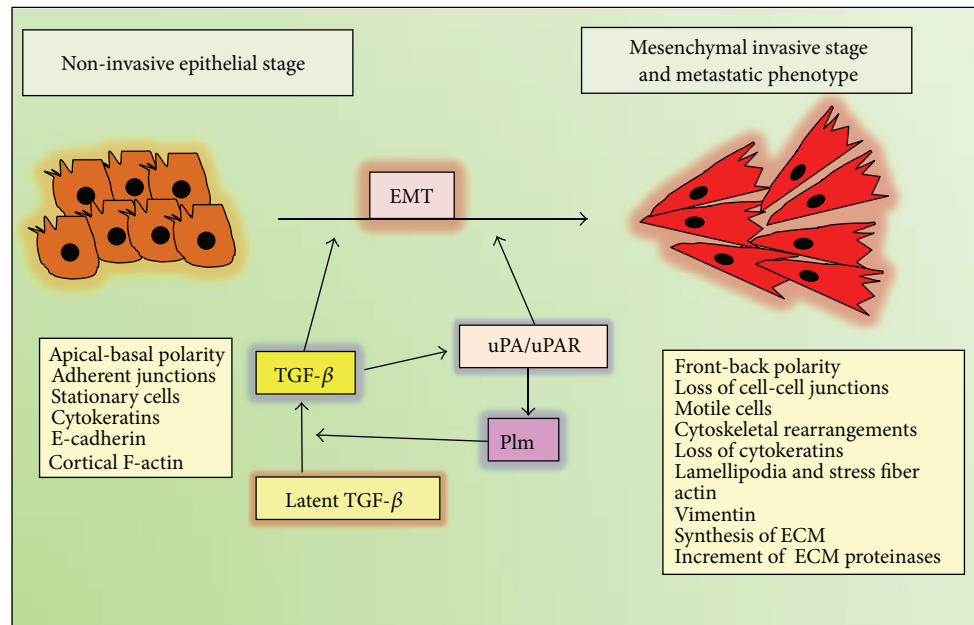 Non-invasive epithelial stage
Mesenchymal invasive stage
and metastatic phenotype
EMT
Apical-basal polarity
Adherent junctions
Stationary cells
Cytokeratins
E-cadherin
Cortical F-actin
TGF-β
uPA/uPAR
Plm
Latent TGF-β
Front-back polarity
Loss of cell-cell junctions
Motile cells
Cytoskeletal rearrangements
Loss of cytokeratins
Lamellipodia and stress fiber
actin
Vimentin
Synthesis of ECM
Increment of ECM proteinases